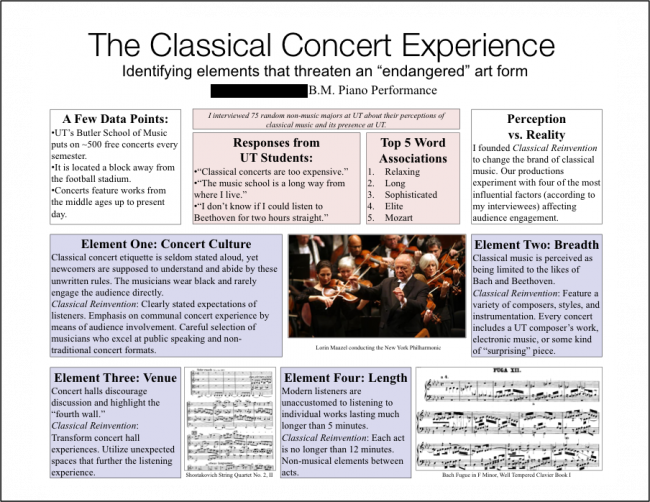 The Classical Concert Experience
Identifying elements that threaten an “endangered” art form
B.M. Piano Performance
A Few Data Points:
•UT’s Butler School of Music
puts on ~500 free concerts every
semester.
•It is located a block away from
the football stadium.
•Concerts feature works from
the middle ages up to present
day.
I interviewed 75 random non-music majors at UT about their perceptions of
classical music and its presence at UT.
Responses from
UT Students:
•“Classical concerts are too expensive.”
•“The music school is a long way from
where I live.”
•“I don’t know if I could listen to
Beethoven for two hours straight.”
Top 5 Word
Associations
1. Relaxing
2. Long
3. Sophisticated
4. Elite
5. Mozart
Perception
vs. Reality
I founded Classical Reinvention
to change the brand of classical
music. Our productions
experiment with four of the most
influential factors (according to
my interviewees) affecting
audience engagement.
Element One: Concert Culture
Classical concert etiquette is seldom stated aloud, yet
newcomers are supposed to understand and abide by these
unwritten rules. The musicians wear black and rarely
engage the audience directly.
Classical Reinvention: Clearly stated expectations of
listeners. Emphasis on communal concert experience by
means of audience involvement. Careful selection of
musicians who excel at public speaking and non-
traditional concert formats.
Lorin Maazel conducting the New York Philharmonic
Element Two: Breadth
Classical music is perceived as
being limited to the likes of
Bach and Beethoven.
Classical Reinvention: Feature a
variety of composers, styles, and
instrumentation. Every concert
includes a UT composer’s work,
electronic music, or some kind
of “surprising” piece.
Element Three: Venue
Concert halls discourage
discussion and highlight the
“fourth wall.”
Classical Reinvention:
Transform concert hall
experiences. Utilize unexpected
spaces that further the listening
experience.
Shostakovich String Quartet No. 2, II
Element Four: Length
Modern listeners are
unaccustomed to listening to
individual works lasting much
longer than 5 minutes.
Classical Reinvention: Each act
is no longer than 12 minutes.
Non-musical elements between
acts.
FUGA XII.
Bach Fugue in F Minor, Well Tempered Clavier Book I